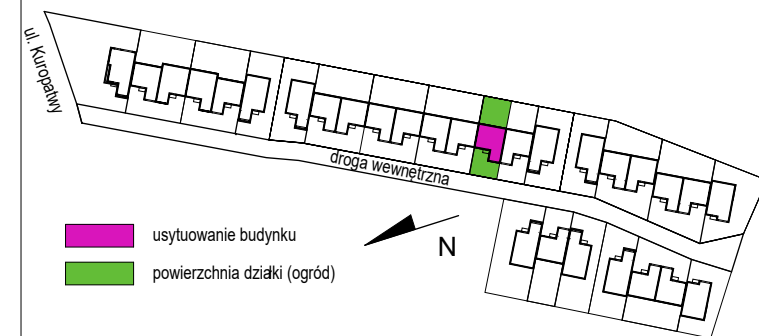 ul. Kuropatwy
droga wewnętrzna
usytuowanie budynku
N
powierzchnia działki (ogród)